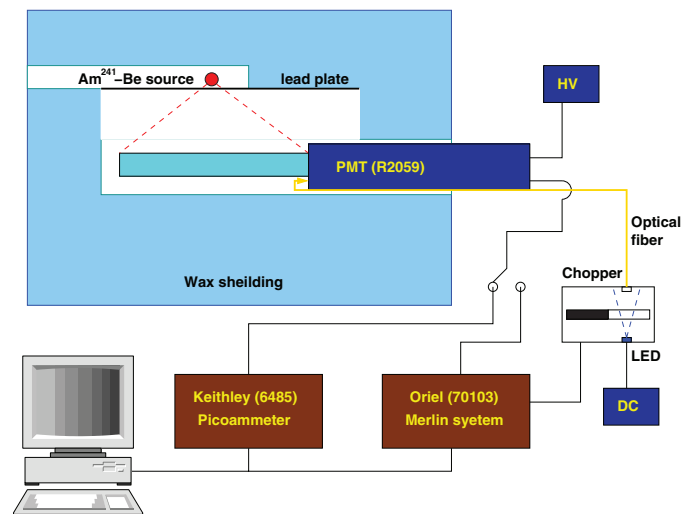 Am²⁴¹–Be source
lead plate
HV
PMT (R2059)
Optical
fiber
Wax sheilding
Chopper
LED
Keithley (6485)
Picoammeter
Oriel (70103)
Merlin syetem
DC